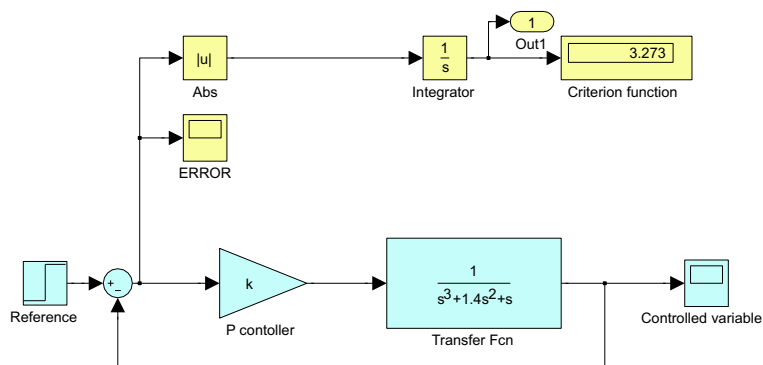 1
Out1
|u|
Abs
1
s
Integrator
3.273
Criterion function
ERROR
Reference
+
−
k
P contoller
1
s3+1.4s2+s
Transfer Fcn
Controlled variable